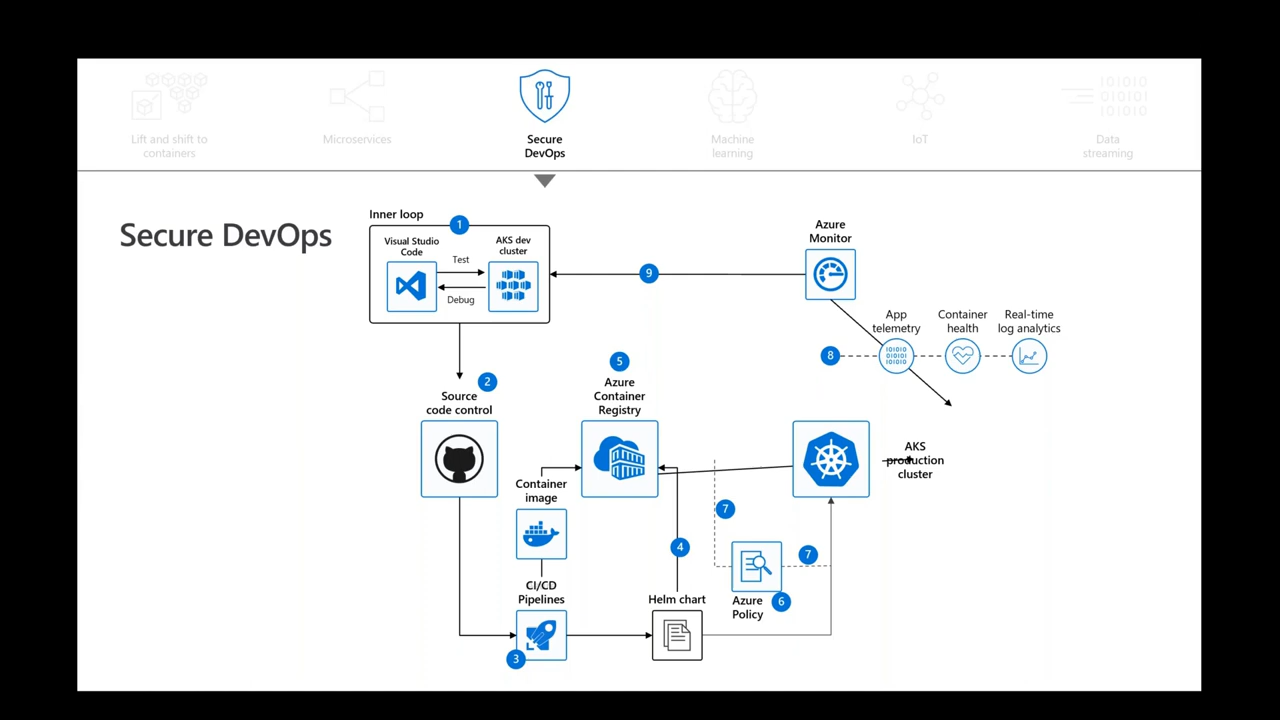 Lift and shift to
containers
Microservices
Secure
DevOps
Machine
learning
IoT
Data
streaming
Secure DevOps
Inner loop
1
Visual Studio
Code
AKS dev
cluster
Test
Debug
9
Azure
Monitor
App
telemetry
Container
health
Real-time
log analytics
8
2
Source
code control
5
Azure
Container
Registry
AKS
production
cluster
Container
image
7
4
7
CI/CD
Pipelines
Helm chart
Azure
Policy
6
3